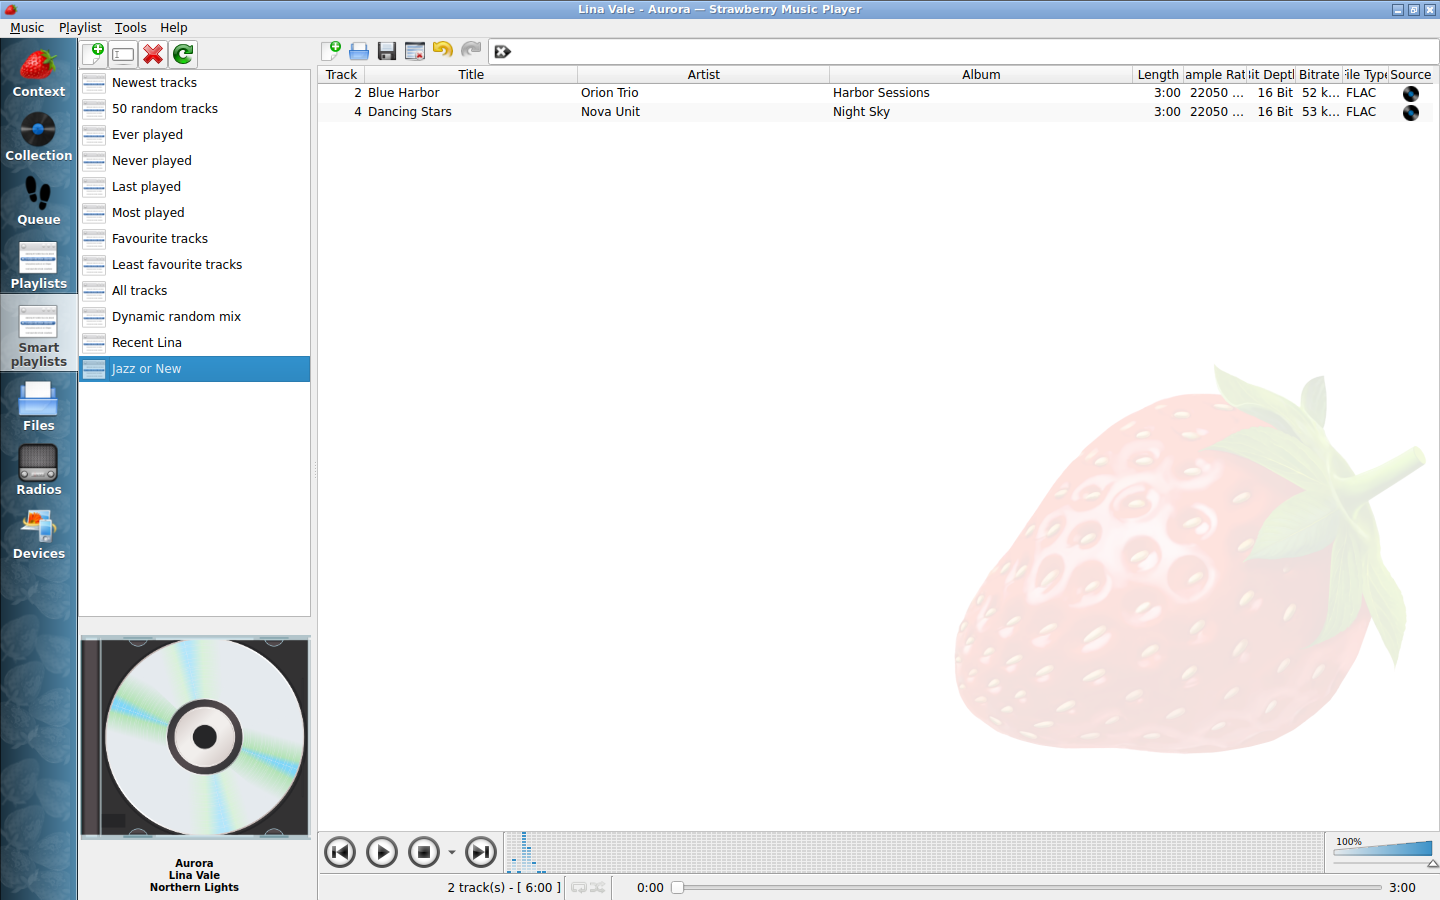 Lina Vale - Aurora — Strawberry Music Player
Music Playlist Tools Help
Context
Collection
Queue
Playlists
Smart
playlists
Files
Radios
Devices
Newest tracks
50 random tracks
Ever played
Never played
Last played
Most played
Favourite tracks
Least favourite tracks
All tracks
Dynamic random mix
Recent Lina
Jazz or New
Aurora
Lina Vale
Northern Lights
Track Title Artist Album Length ample Rat Bit Depth Bitrate ile Type Source
2 Blue Harbor Orion Trio Harbor Sessions 3:00 22050 ... 16 Bit 52 k... FLAC
4 Dancing Stars Nova Unit Night Sky 3:00 22050 ... 16 Bit 53 k... FLAC
100%
2 track(s) - [ 6:00 ]
0:00
3:00